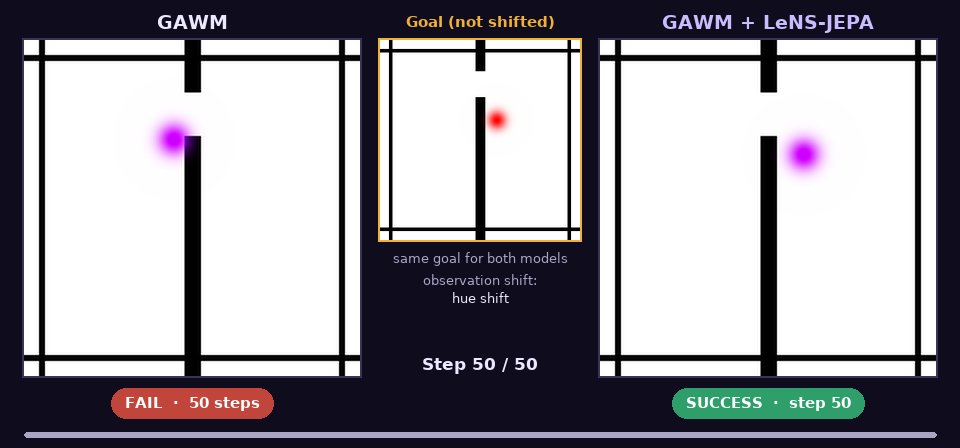 GAWM
Goal (not shifted)
GAWM + LeNS-JEPA
same goal for both models
observation shift:
hue shift
Step 50 / 50
FAIL · 50 steps
SUCCESS · step 50